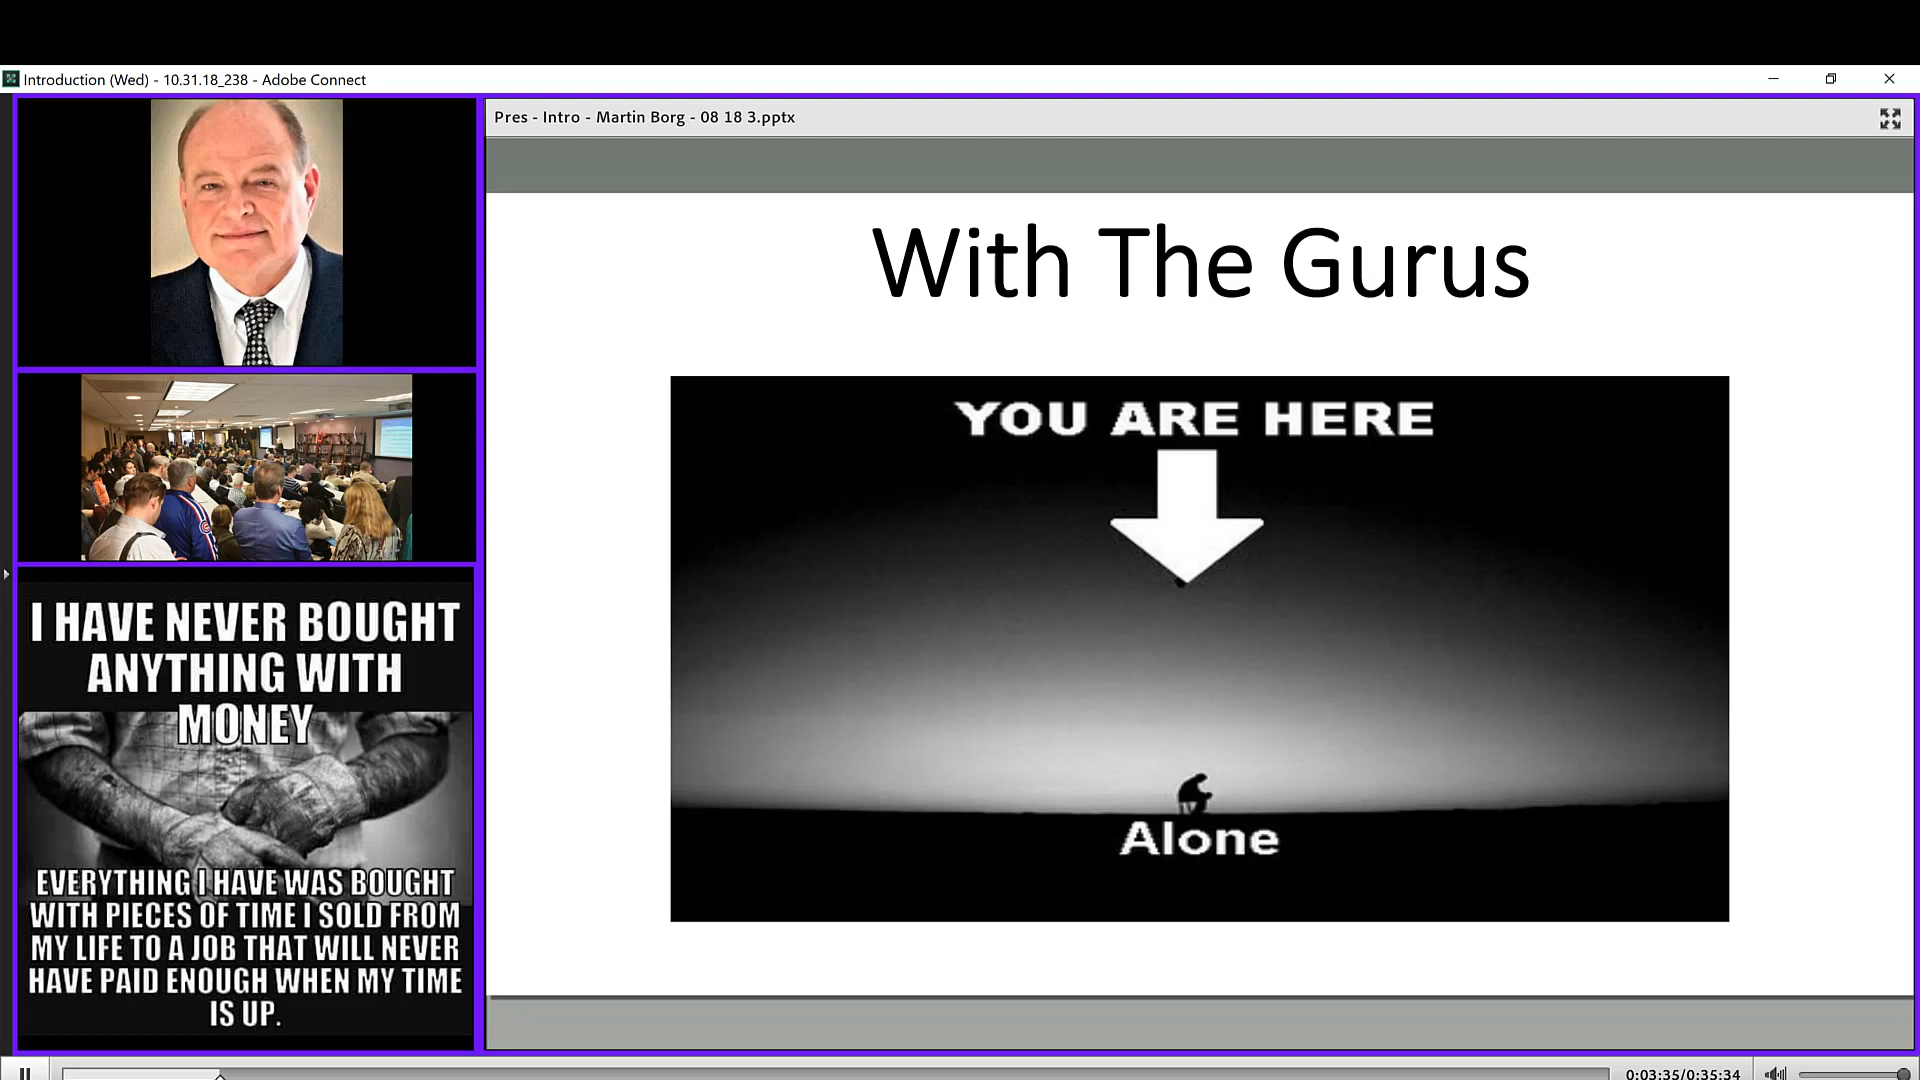 Introduction (Wed) - 10.31.18_238 - Adobe Connect
Pres - Intro - Martin Borg - 08 18 3.pptx
With The Gurus
YOU ARE HERE
Alone
I HAVE NEVER BOUGHT
ANYTHING WITH
MONEY
EVERYTHING I HAVE WAS BOUGHT
WITH PIECES OF TIME I SOLD FROM
MY LIFE TO A JOB THAT WILL NEVER
HAVE PAID ENOUGH WHEN MY TIME
IS UP.
0:03:35/0:35:34